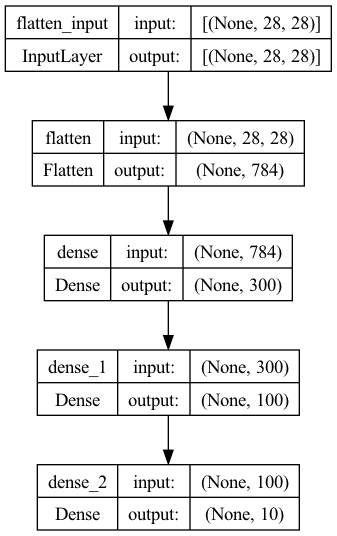 flatten_input input: [(None, 28, 28)]
InputLayer output: [(None, 28, 28)]
flatten input: (None, 28, 28)
Flatten output: (None, 784)
dense input: (None, 784)
Dense output: (None, 300)
dense_1 input: (None, 300)
Dense output: (None, 100)
dense_2 input: (None, 100)
Dense output: (None, 10)